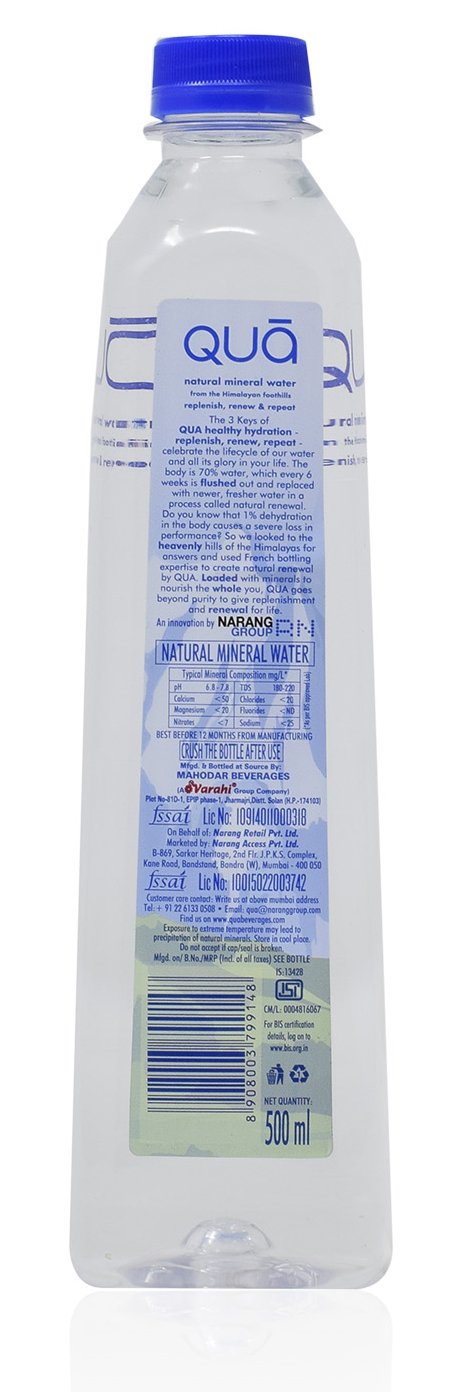 QUā
natural mineral water
from the Himalayan foothills
replenish, renew & repeat
The 3 Keys of
QUA healthy hydration -
replenish, renew, repeat -
celebrate the lifecycle of our water
and all its glory in your life. The
body is 70% water, which every 6
weeks is flushed out and replaced
with newer, fresher water in a
process called natural renewal.
Do you know that 1% dehydration
in the body causes a severe loss in
performance? So we looked to the
heavenly hills of the Himalayas for
answers and used French bottling
expertise to create natural renewal
by QUA. Loaded with minerals to
nourish the whole you, QUA goes
beyond purity to give replenishment
and renewal for life.
An innovation by NARANG GROUP
NATURAL MINERAL WATER
Typical Mineral Composition mg/L*
pH 6.8 - 7.8 TDS 180-220
Calcium <50 Chlorides <20
Magnesium <20 Fluorides <ND
Nitrates <7 Sodium <25
BEST BEFORE 12 MONTHS FROM MANUFACTURING
CRUSH THE BOTTLE AFTER USE
Mfgd. & Bottled at Source By:
MAHODAR BEVERAGES
(A Varahi® Group Company)
Plot No-810-1, EPIP phase-1, Jharmajri,Distt. Solan (H.P.-174103)
fssai Lic No: 10914011000318
On Behalf of: Narang Retail Pvt. Ltd.
Marketed by: Narang Access Pvt. Ltd.
B-869, Sarkar Heritage, 2nd Flr. J.P.K.S. Complex,
Kane Road, Bandstand, Bandra (W), Mumbai - 400 050
fssai Lic No: 10015022003742
Customer care contact: Write us at above mumbai address
Tel: + 91 22 6133 0508 • Email: qua@naranggroup.com
Find us on www.quabeverages.com
Exposure to extreme temperature may lead to
precipitation of natural minerals. Store in cool place.
Do not accept if cap/seal is broken.
Mfgd. on/ B.No./MRP (Incl. of all taxes) SEE BOTTLE
IS:13428
ISI
CM/L: 0004816067
For BIS certification
details, log on to
www.bis.org.in
8 908003 799148
NET QUANTITY:
500 ml